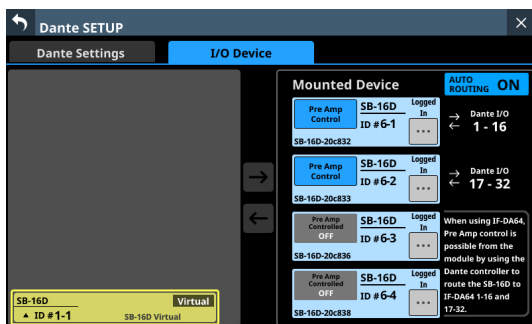 Dante SETUP
Dante Settings
I/O Device
Mounted Device
AUTO ROUTING ON
Pre Amp Control
SB-16D
ID #6-1
Logged In
...
SB-16D-20c832
Dante I/O
1 - 16
Pre Amp Control
SB-16D
ID #6-2
Logged In
...
SB-16D-20c833
Dante I/O
17 - 32
Pre Amp Controlled
OFF
SB-16D
ID #6-3
Logged In
...
SB-16D-20c836
Pre Amp Controlled
OFF
SB-16D
ID #6-4
Logged In
...
SB-16D-20c838
When using IF-DA64,
Pre Amp control is
possible from the
module by using the
Dante controller to
route the SB-16D to
IF-DA64 1-16 and
17-32.
SB-16D
Virtual
ID #1-1
SB-16D Virtual